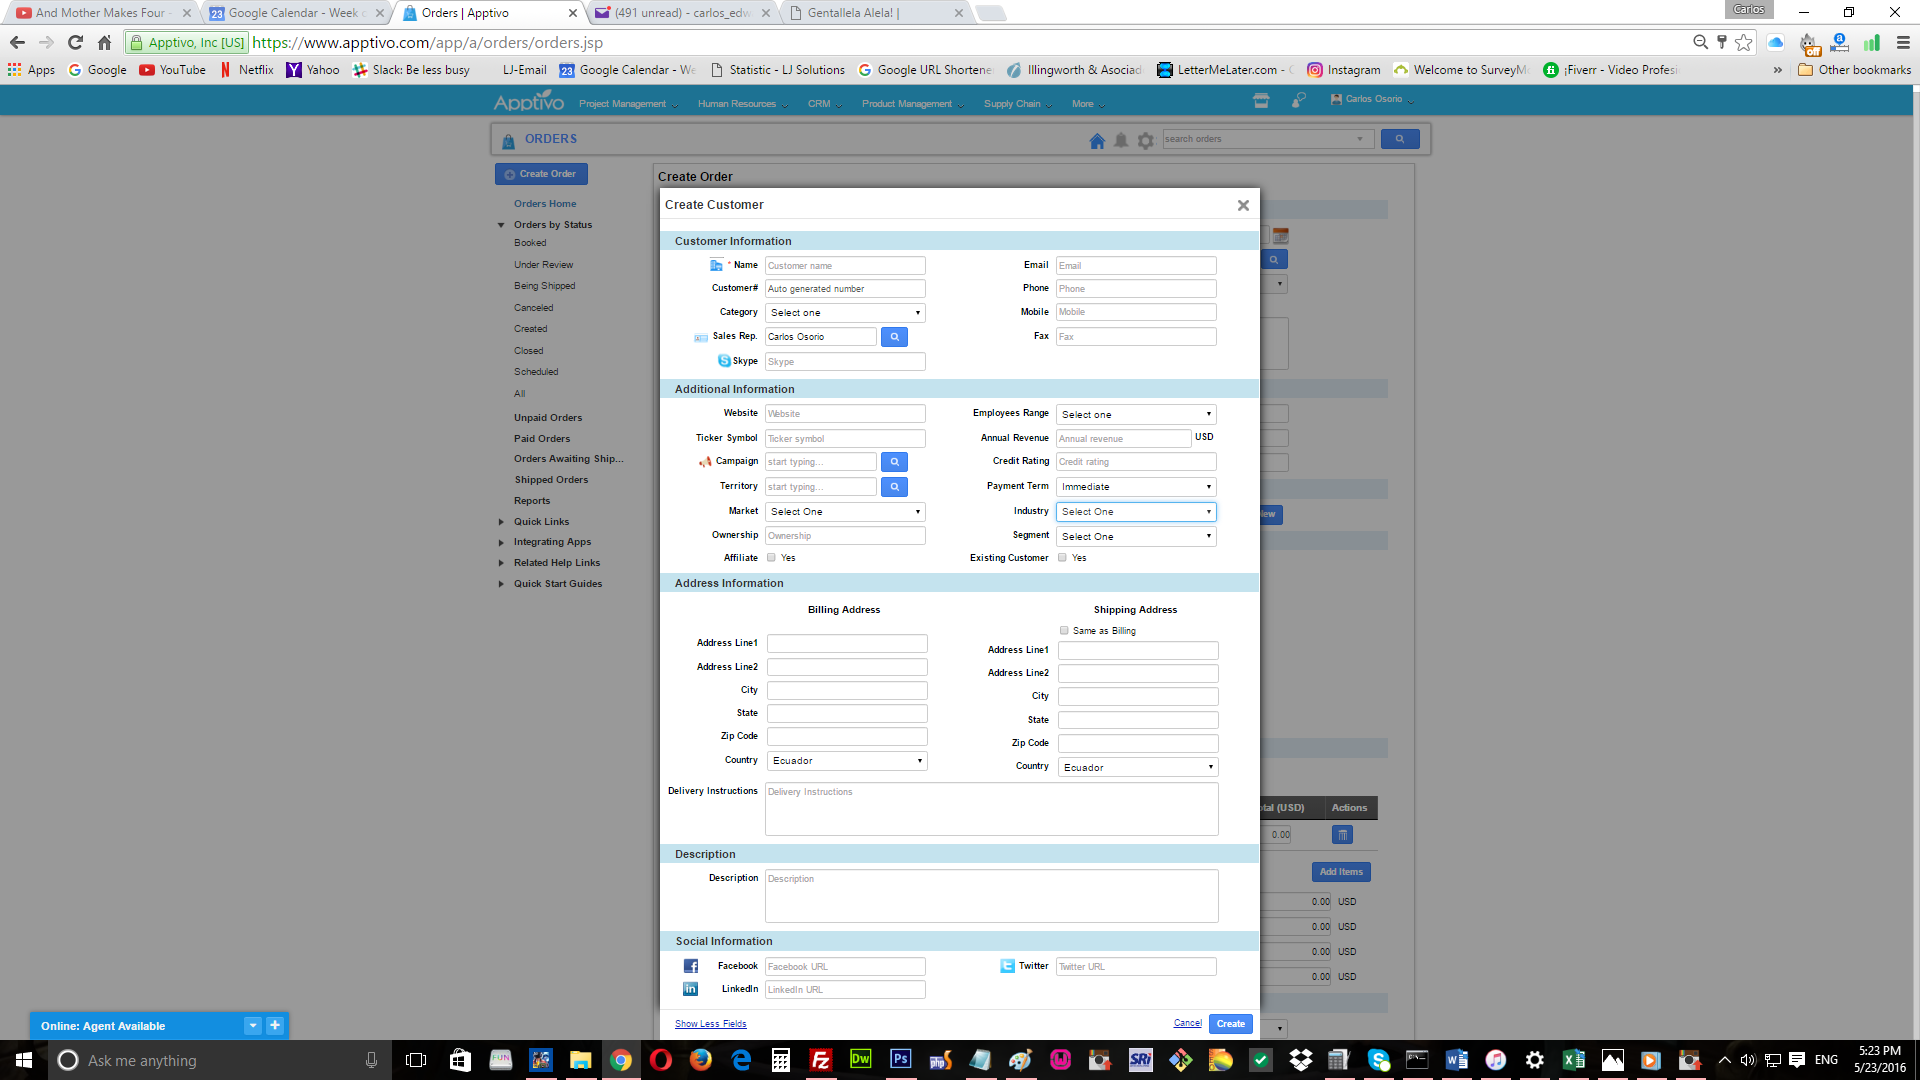 And Mother Makes Four -
Google Calendar - Week o
Orders | Apptivo
(491 unread) - carlos_edw
Gentallela Alela! |
Carlos
Apptivo, Inc [US]
https://www.apptivo.com/app/a/orders/orders.jsp
Apps
Google
YouTube
Netflix
Yahoo
Slack: Be less busy
LJ-Email
Google Calendar - We
Statistic - LJ Solutions
Google URL Shortene
Illingworth & Asociad
LetterMeLater.com - C
Instagram
Welcome to SurveyM
¡Fiverr - Video Profesi
Other bookmarks
Apptivo
Project Management
Human Resources
CRM
Product Management
Supply Chain
More
Carlos Osorio
ORDERS
search orders
Create Order
Orders Home
Orders by Status
Booked
Under Review
Being Shipped
Canceled
Created
Closed
Scheduled
All
Unpaid Orders
Paid Orders
Orders Awaiting Ship...
Shipped Orders
Reports
Quick Links
Integrating Apps
Related Help Links
Quick Start Guides
Create Order
Create Customer
Customer Information
* Name Customer name
Email Email
Customer# Auto generated number
Phone Phone
Category Select one
Mobile Mobile
Sales Rep. Carlos Osorio
Fax Fax
Skype Skype
Additional Information
Website Website
Employees Range Select one
Ticker Symbol Ticker symbol
Annual Revenue Annual revenue USD
Campaign start typing...
Credit Rating Credit rating
Territory start typing...
Payment Term Immediate
Market Select One
Industry Select One
Ownership Ownership
Segment Select One
Affiliate Yes
Existing Customer Yes
Address Information
Billing Address
Shipping Address
Same as Billing
Address Line1
Address Line1
Address Line2
Address Line2
City
City
State
State
Zip Code
Zip Code
Country Ecuador
Country Ecuador
Delivery Instructions Delivery Instructions
Description
Description Description
Social Information
Facebook Facebook URL
Twitter Twitter URL
LinkedIn LinkedIn URL
Show Less Fields
Cancel
Create
iew
tal (USD)
Actions
0.00
Add Items
0.00 USD
0.00 USD
0.00 USD
0.00 USD
Online: Agent Available
Ask me anything
ENG
5:23 PM
5/23/2016